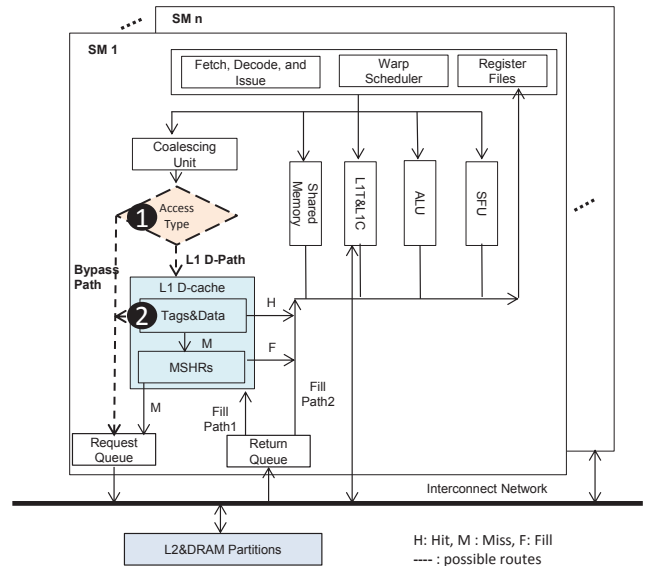 SM n
SM 1
Fetch, Decode, and
Issue
Warp
Scheduler
Register
Files
Coalescing
Unit
Shared
Memory
L1T&L1C
ALU
SFU
1
Access
Type
L1 D-Path
Bypass
Path
L1 D-cache
2
Tags&Data
H
M
F
MSHRs
M
Fill
Path1
Fill
Path2
Request
Queue
Return
Queue
Interconnect Network
L2&DRAM Partitions
H: Hit, M : Miss, F: Fill
---- : possible routes